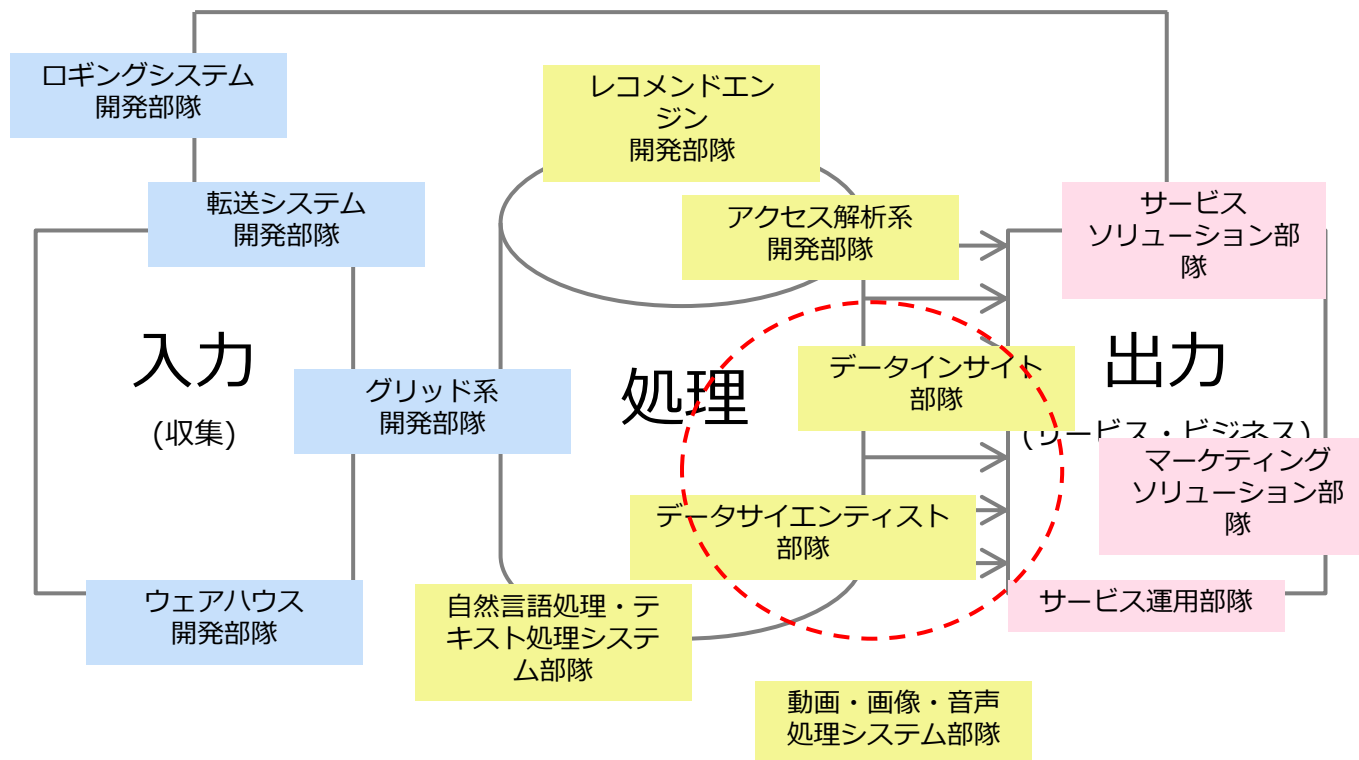 ロギングシステム
開発部隊
転送システム
開発部隊
入力
(収集)
グリッド系
開発部隊
ウェアハウス
開発部隊
レコメンドエン
ジン
開発部隊
アクセス解析系
開発部隊
処理
データインサイト
部隊
データサイエンティスト
部隊
自然言語処理・テ
キスト処理システ
ム部隊
動画・画像・音声
処理システム部隊
サービス
ソリューション部
隊
出力
(サービス・ビジネス)
マーケティング
ソリューション部
隊
サービス運用部隊